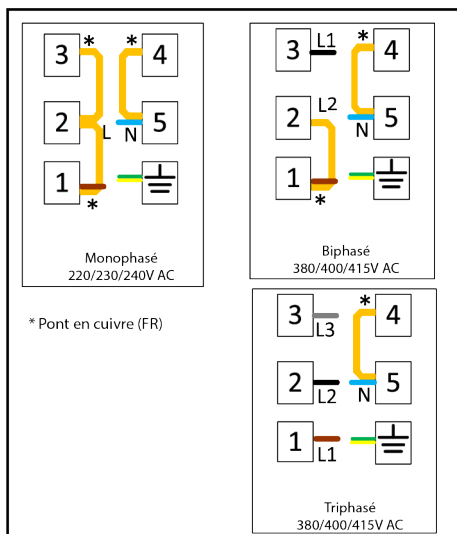 3 * * 4
2 L N 5
1
*
Monophasé
220/230/240V AC
3 L1 * 4
2 L2 N 5
1
*
Biphasé
380/400/415V AC
* Pont en cuivre (FR)
3 L3 * 4
2 L2 N 5
1 L1
Triphasé
380/400/415V AC